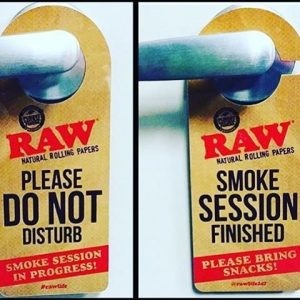 RAW
NATURAL ROLLING PAPERS
PLEASE
DO NOT
DISTURB
SMOKE SESSION
IN PROGRESS!
#rawlife
RAW
NATURAL ROLLING PAPERS
SMOKE
SESSION
FINISHED
PLEASE BRING
SNACKS!
@rawlife247